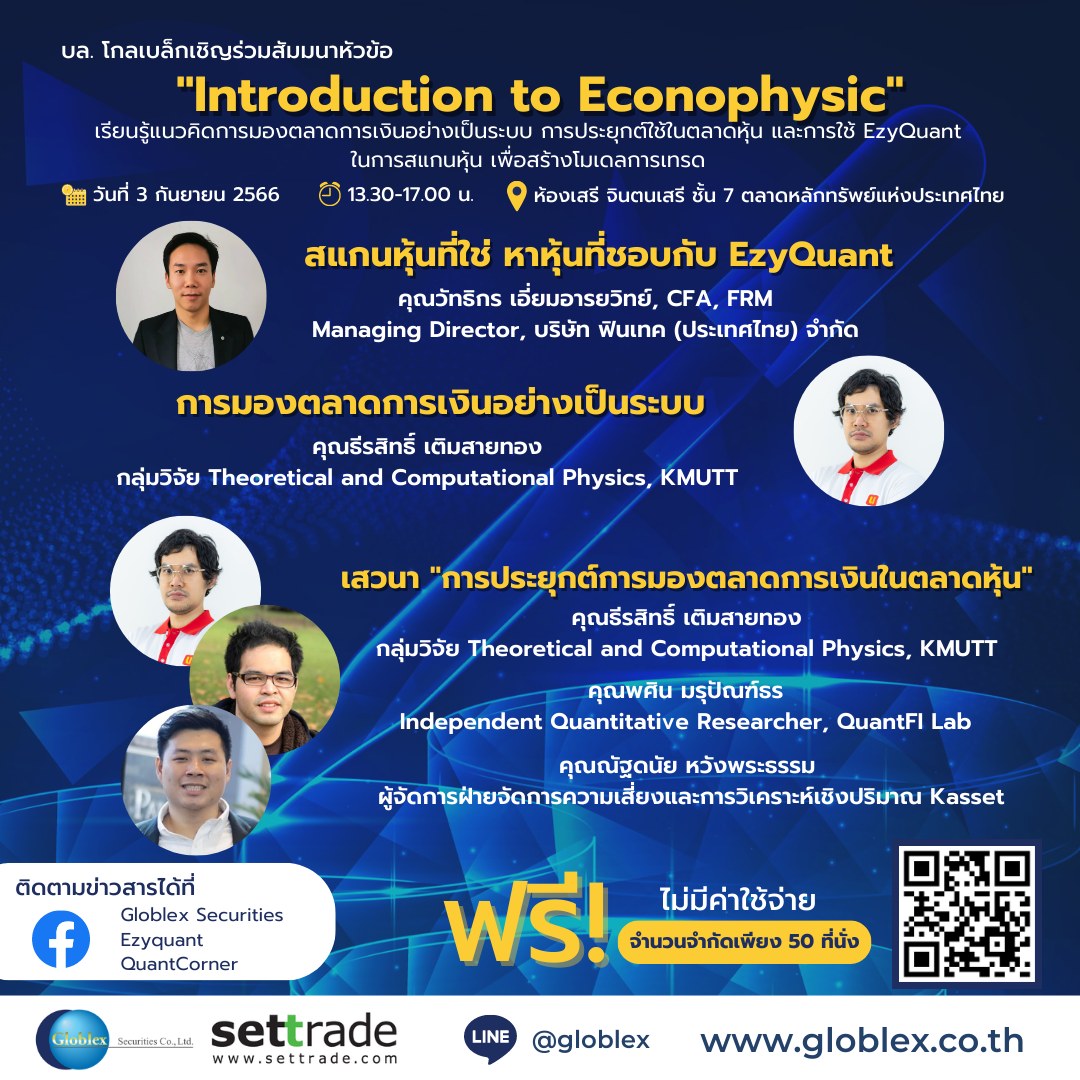 บล. โกลเบล็กเชิญร่วมสัมมนาหัวข้อ
"Introduction to Econophysic"
เรียนรู้แนวคิดการมองตลาดการเงินอย่างเป็นระบบ การประยุกต์ใช้ในตลาดหุ้น และการใช้ EzyQuant
ในการสแกนหุ้น เพื่อสร้างโมเดลการเทรด
วันที่ 3 กันยายน 2566
13.30-17.00 น.
ห้องเสรี จินตนเสรี ชั้น 7 ตลาดหลักทรัพย์แห่งประเทศไทย
สแกนหุ้นที่ใช่ หาหุ้นที่ชอบกับ EzyQuant
คุณวัทธิกร เอี่ยมอารยวิทย์, CFA, FRM
Managing Director, บริษัท ฟินเทค (ประเทศไทย) จำกัด
การมองตลาดการเงินอย่างเป็นระบบ
คุณธีรสิทธิ์ เติมสายทอง
กลุ่มวิจัย Theoretical and Computational Physics, KMUTT
เสวนา "การประยุกต์การมองตลาดการเงินในตลาดหุ้น"
คุณธีรสิทธิ์ เติมสายทอง
กลุ่มวิจัย Theoretical and Computational Physics, KMUTT
คุณพศิน มรุปัณฑ์ธร
Independent Quantitative Researcher, QuantFI Lab
คุณณัฐดนัย หวังพระธรรม
ผู้จัดการฝ่ายจัดการความเสี่ยงและการวิเคราะห์เชิงปริมาณ Kasset
ติดตามข่าวสารได้ที่
Globlex Securities
Ezyquant
QuantCorner
ฟรี!
ไม่มีค่าใช้จ่าย
จำนวนจำกัดเพียง 50 ที่นั่ง
Globlex Securities Co., Ltd.
settrade
www.settrade.com
LINE
@globlex
www.globlex.co.th